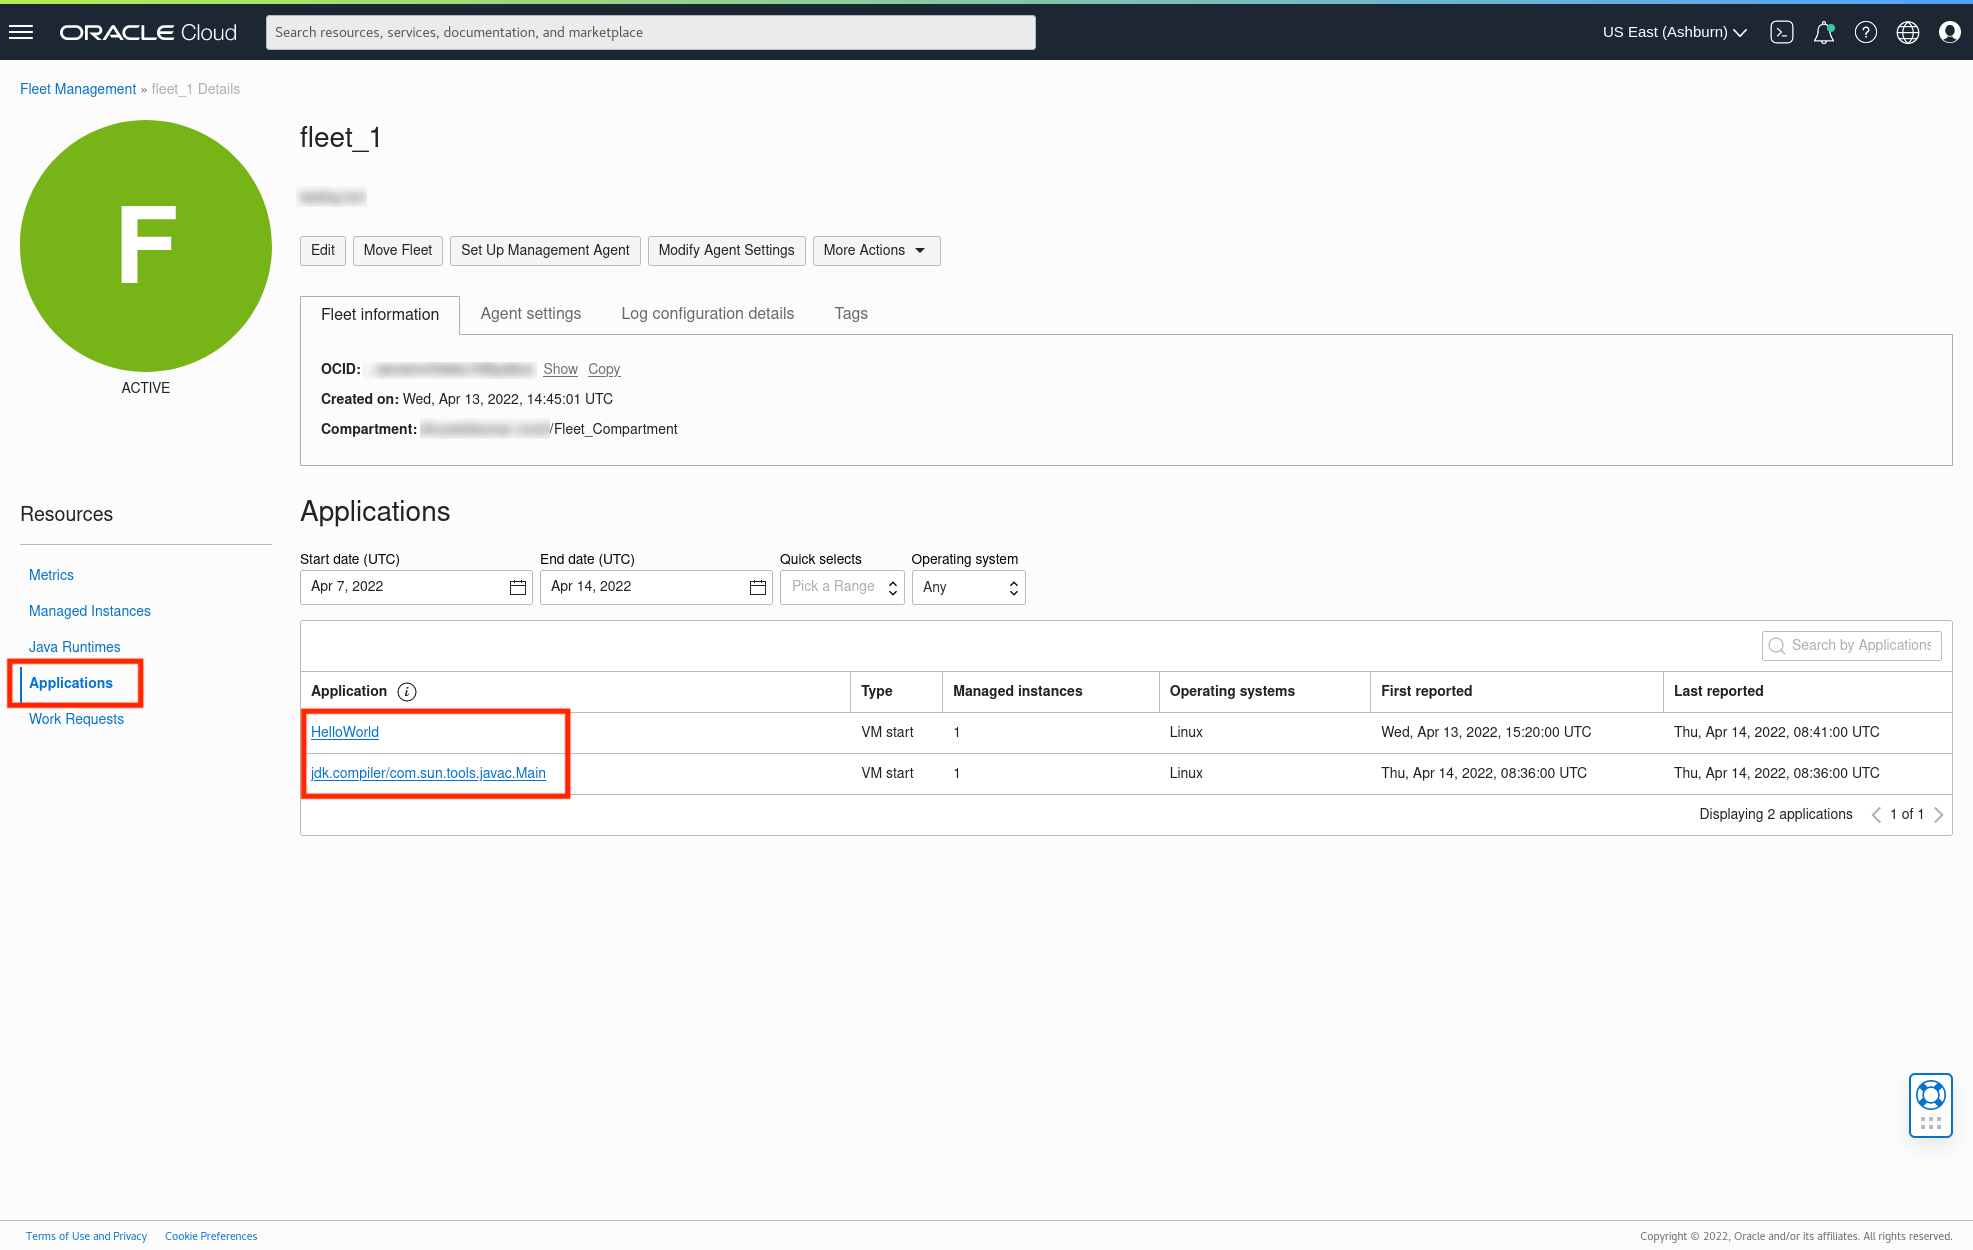 ORACLE Cloud
Search resources, services, documentation, and marketplace
US East (Ashburn)
Fleet Management » fleet_1 Details
F
ACTIVE
fleet_1
Edit
Move Fleet
Set Up Management Agent
Modify Agent Settings
More Actions
Fleet information
Agent settings
Log configuration details
Tags
OCID: Show Copy
Created on: Wed, Apr 13, 2022, 14:45:01 UTC
Compartment: /Fleet_Compartment
Resources
Metrics
Managed Instances
Java Runtimes
Applications
Work Requests
Applications
Start date (UTC) End date (UTC) Quick selects Operating system
Apr 7, 2022 Apr 14, 2022 Pick a Range Any
Search by Applications
Application i Type Managed instances Operating systems First reported Last reported
HelloWorld VM start 1 Linux Wed, Apr 13, 2022, 15:20:00 UTC Thu, Apr 14, 2022, 08:41:00 UTC
jdk.compiler/com.sun.tools.javac.Main VM start 1 Linux Thu, Apr 14, 2022, 08:36:00 UTC Thu, Apr 14, 2022, 08:36:00 UTC
Displaying 2 applications 1 of 1
Terms of Use and Privacy Cookie Preferences
Copyright © 2022, Oracle and/or its affiliates. All rights reserved.